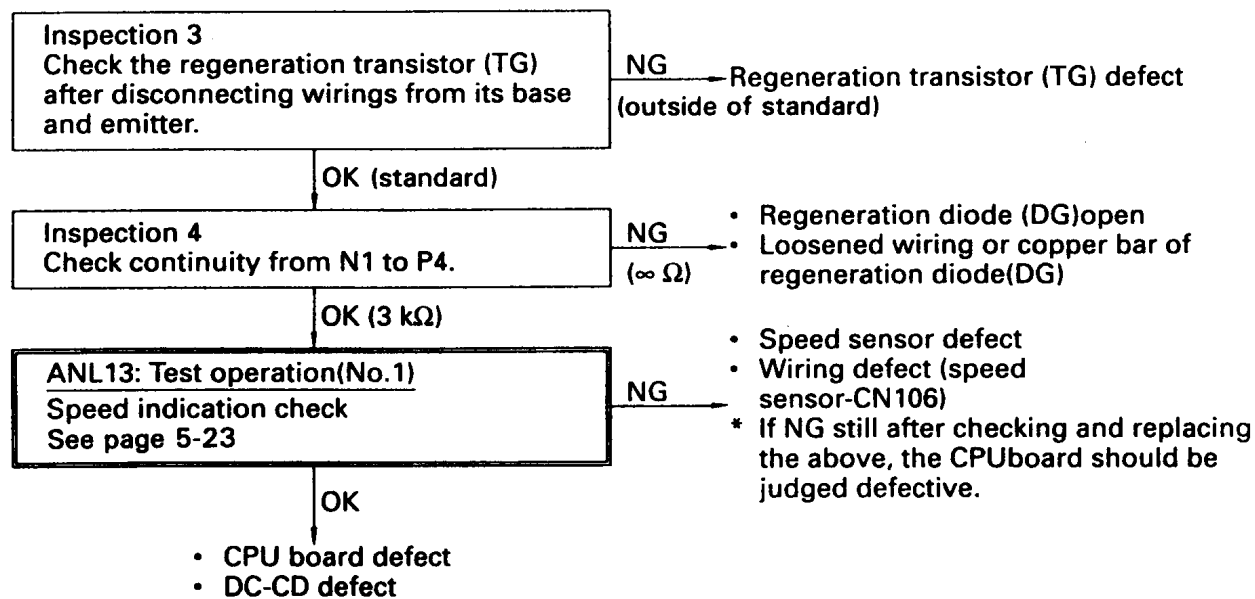 Inspection 3
Check the regeneration transistor (TG)
after disconnecting wirings from its base
and emitter.
NG
Regeneration transistor (TG) defect
(outside of standard)
OK (standard)
Inspection 4
Check continuity from N1 to P4.
NG
(∞ Ω)
• Regeneration diode (DG)open
• Loosened wiring or copper bar of
regeneration diode(DG)
OK (3 kΩ)
ANL13: Test operation(No.1)
Speed indication check
See page 5-23
NG
• Speed sensor defect
• Wiring defect (speed
sensor-CN106)
* If NG still after checking and replacing
the above, the CPUboard should be
judged defective.
OK
• CPU board defect
• DC-CD defect